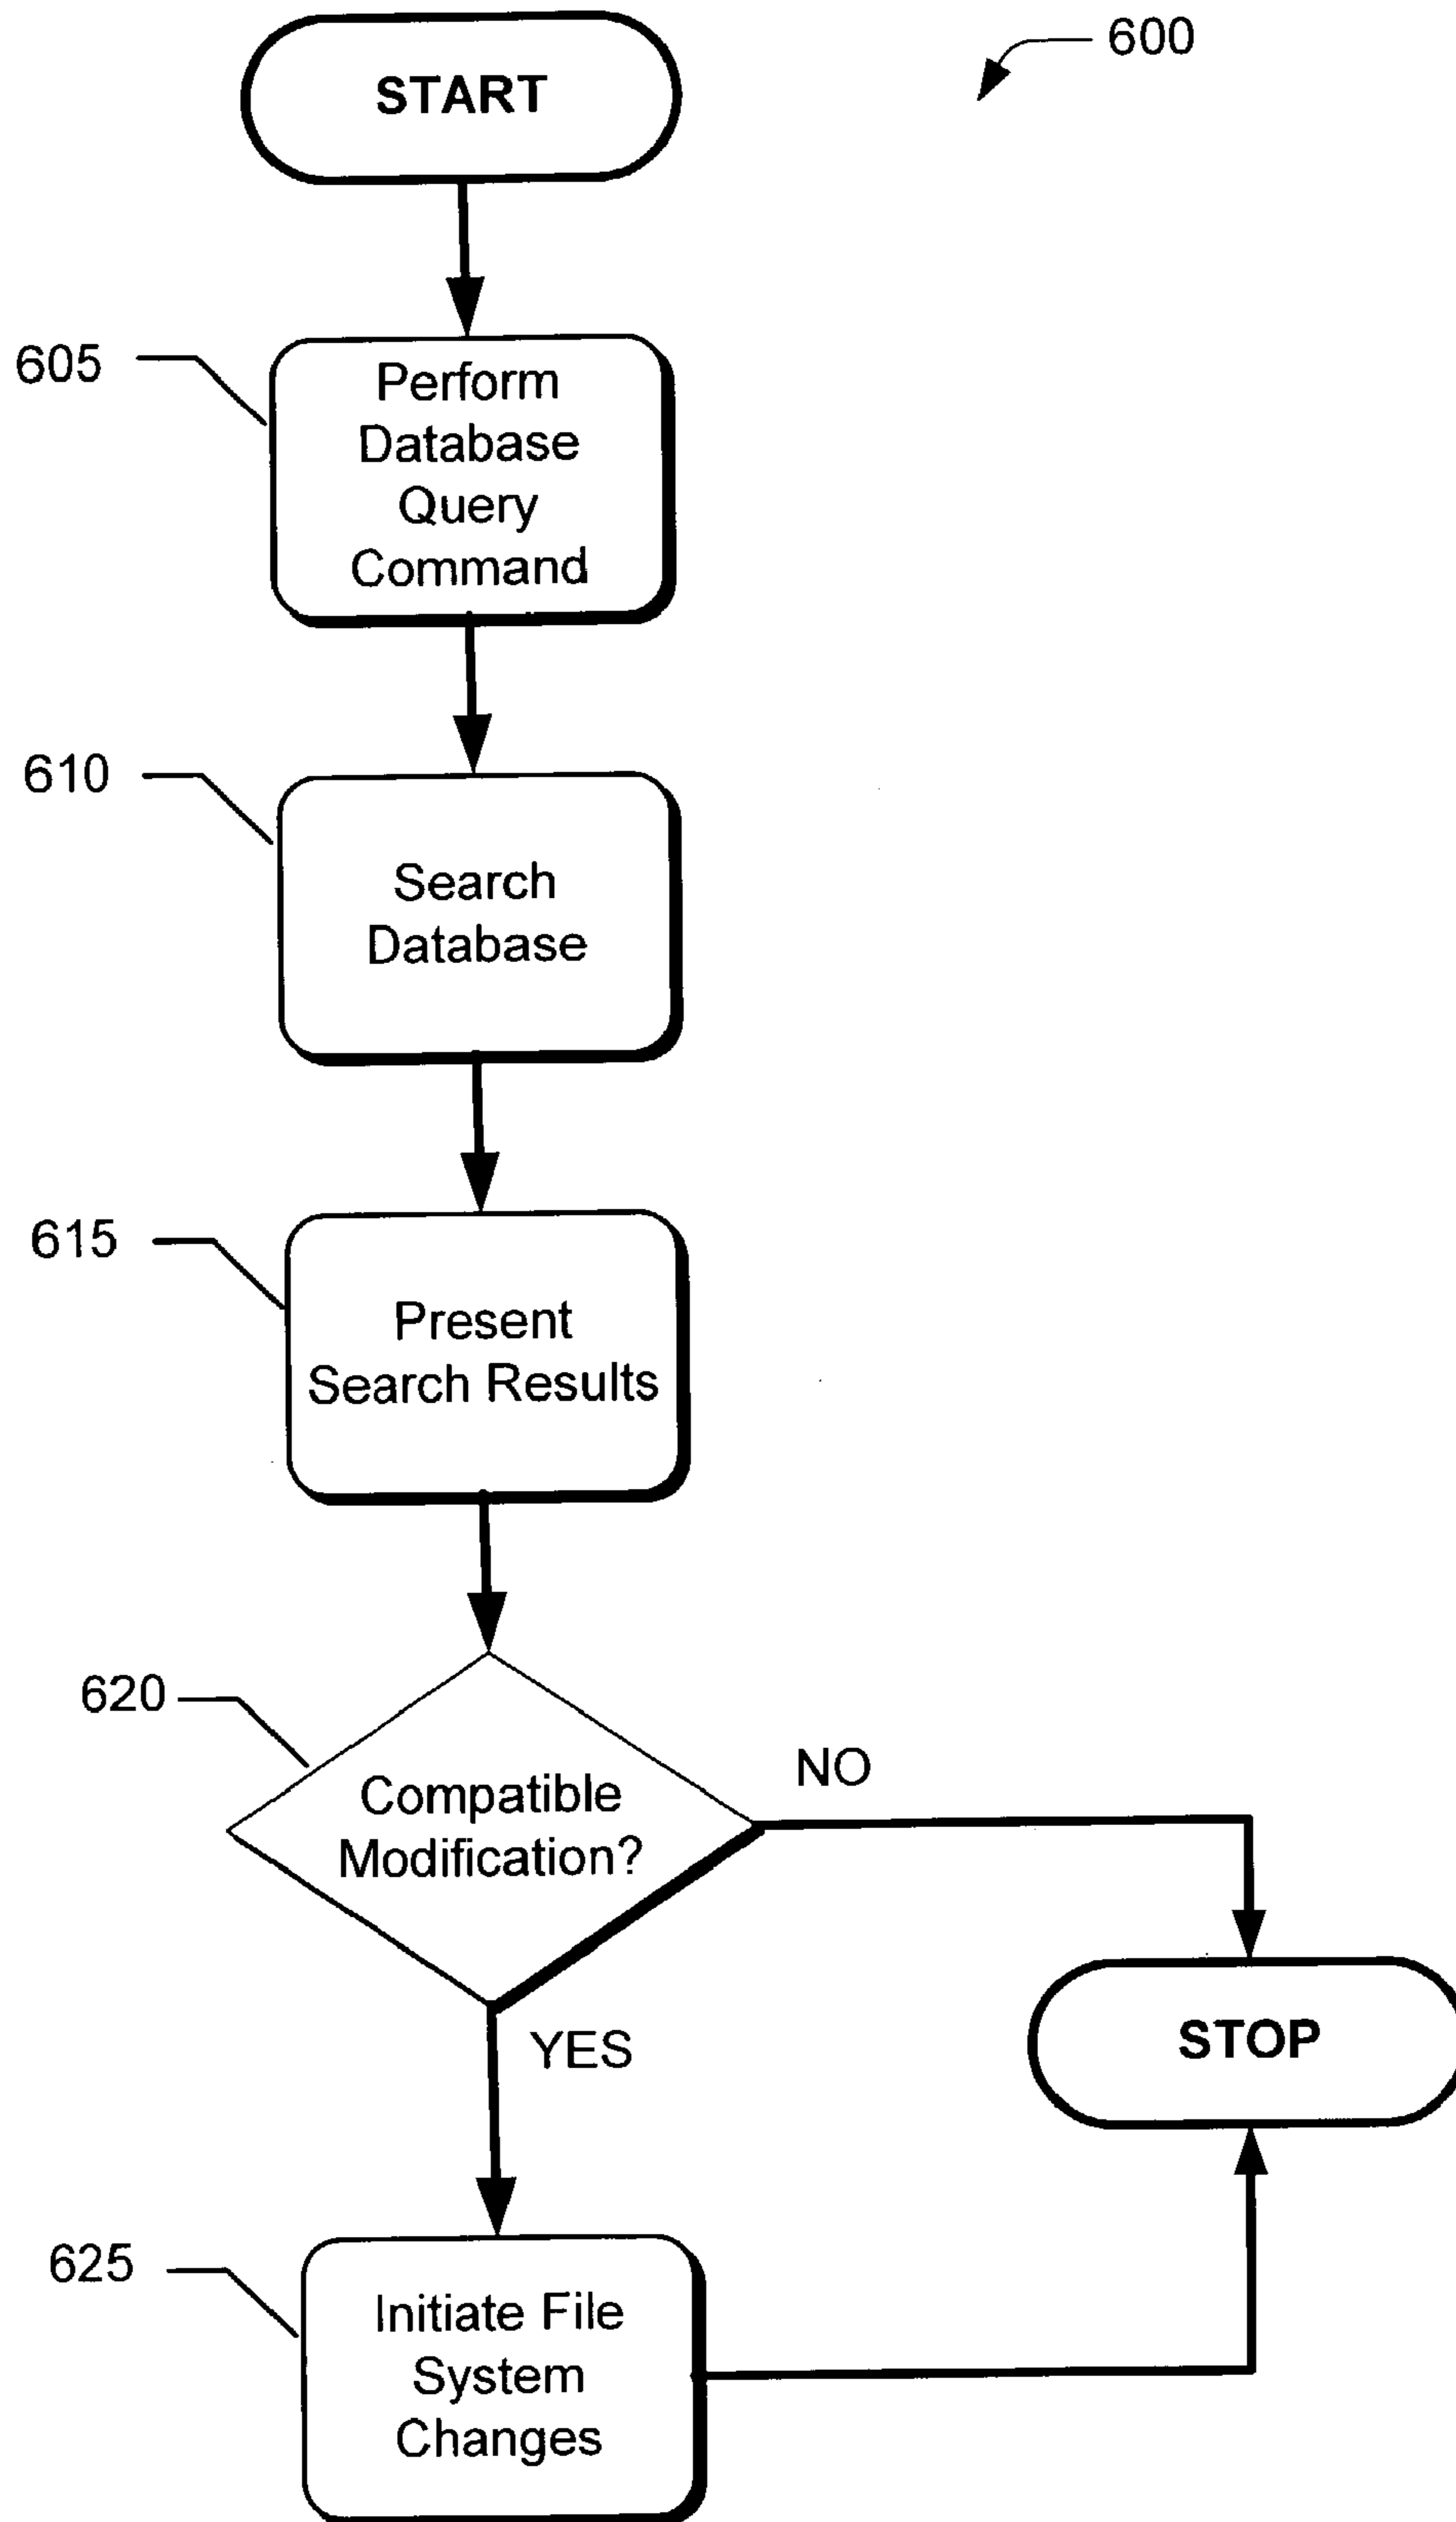 START
600
605
Perform
Database
Query
Command
610
Search
Database
615
Present
Search Results
620
Compatible
Modification?
NO
YES
STOP
625
Initiate File
System
Changes